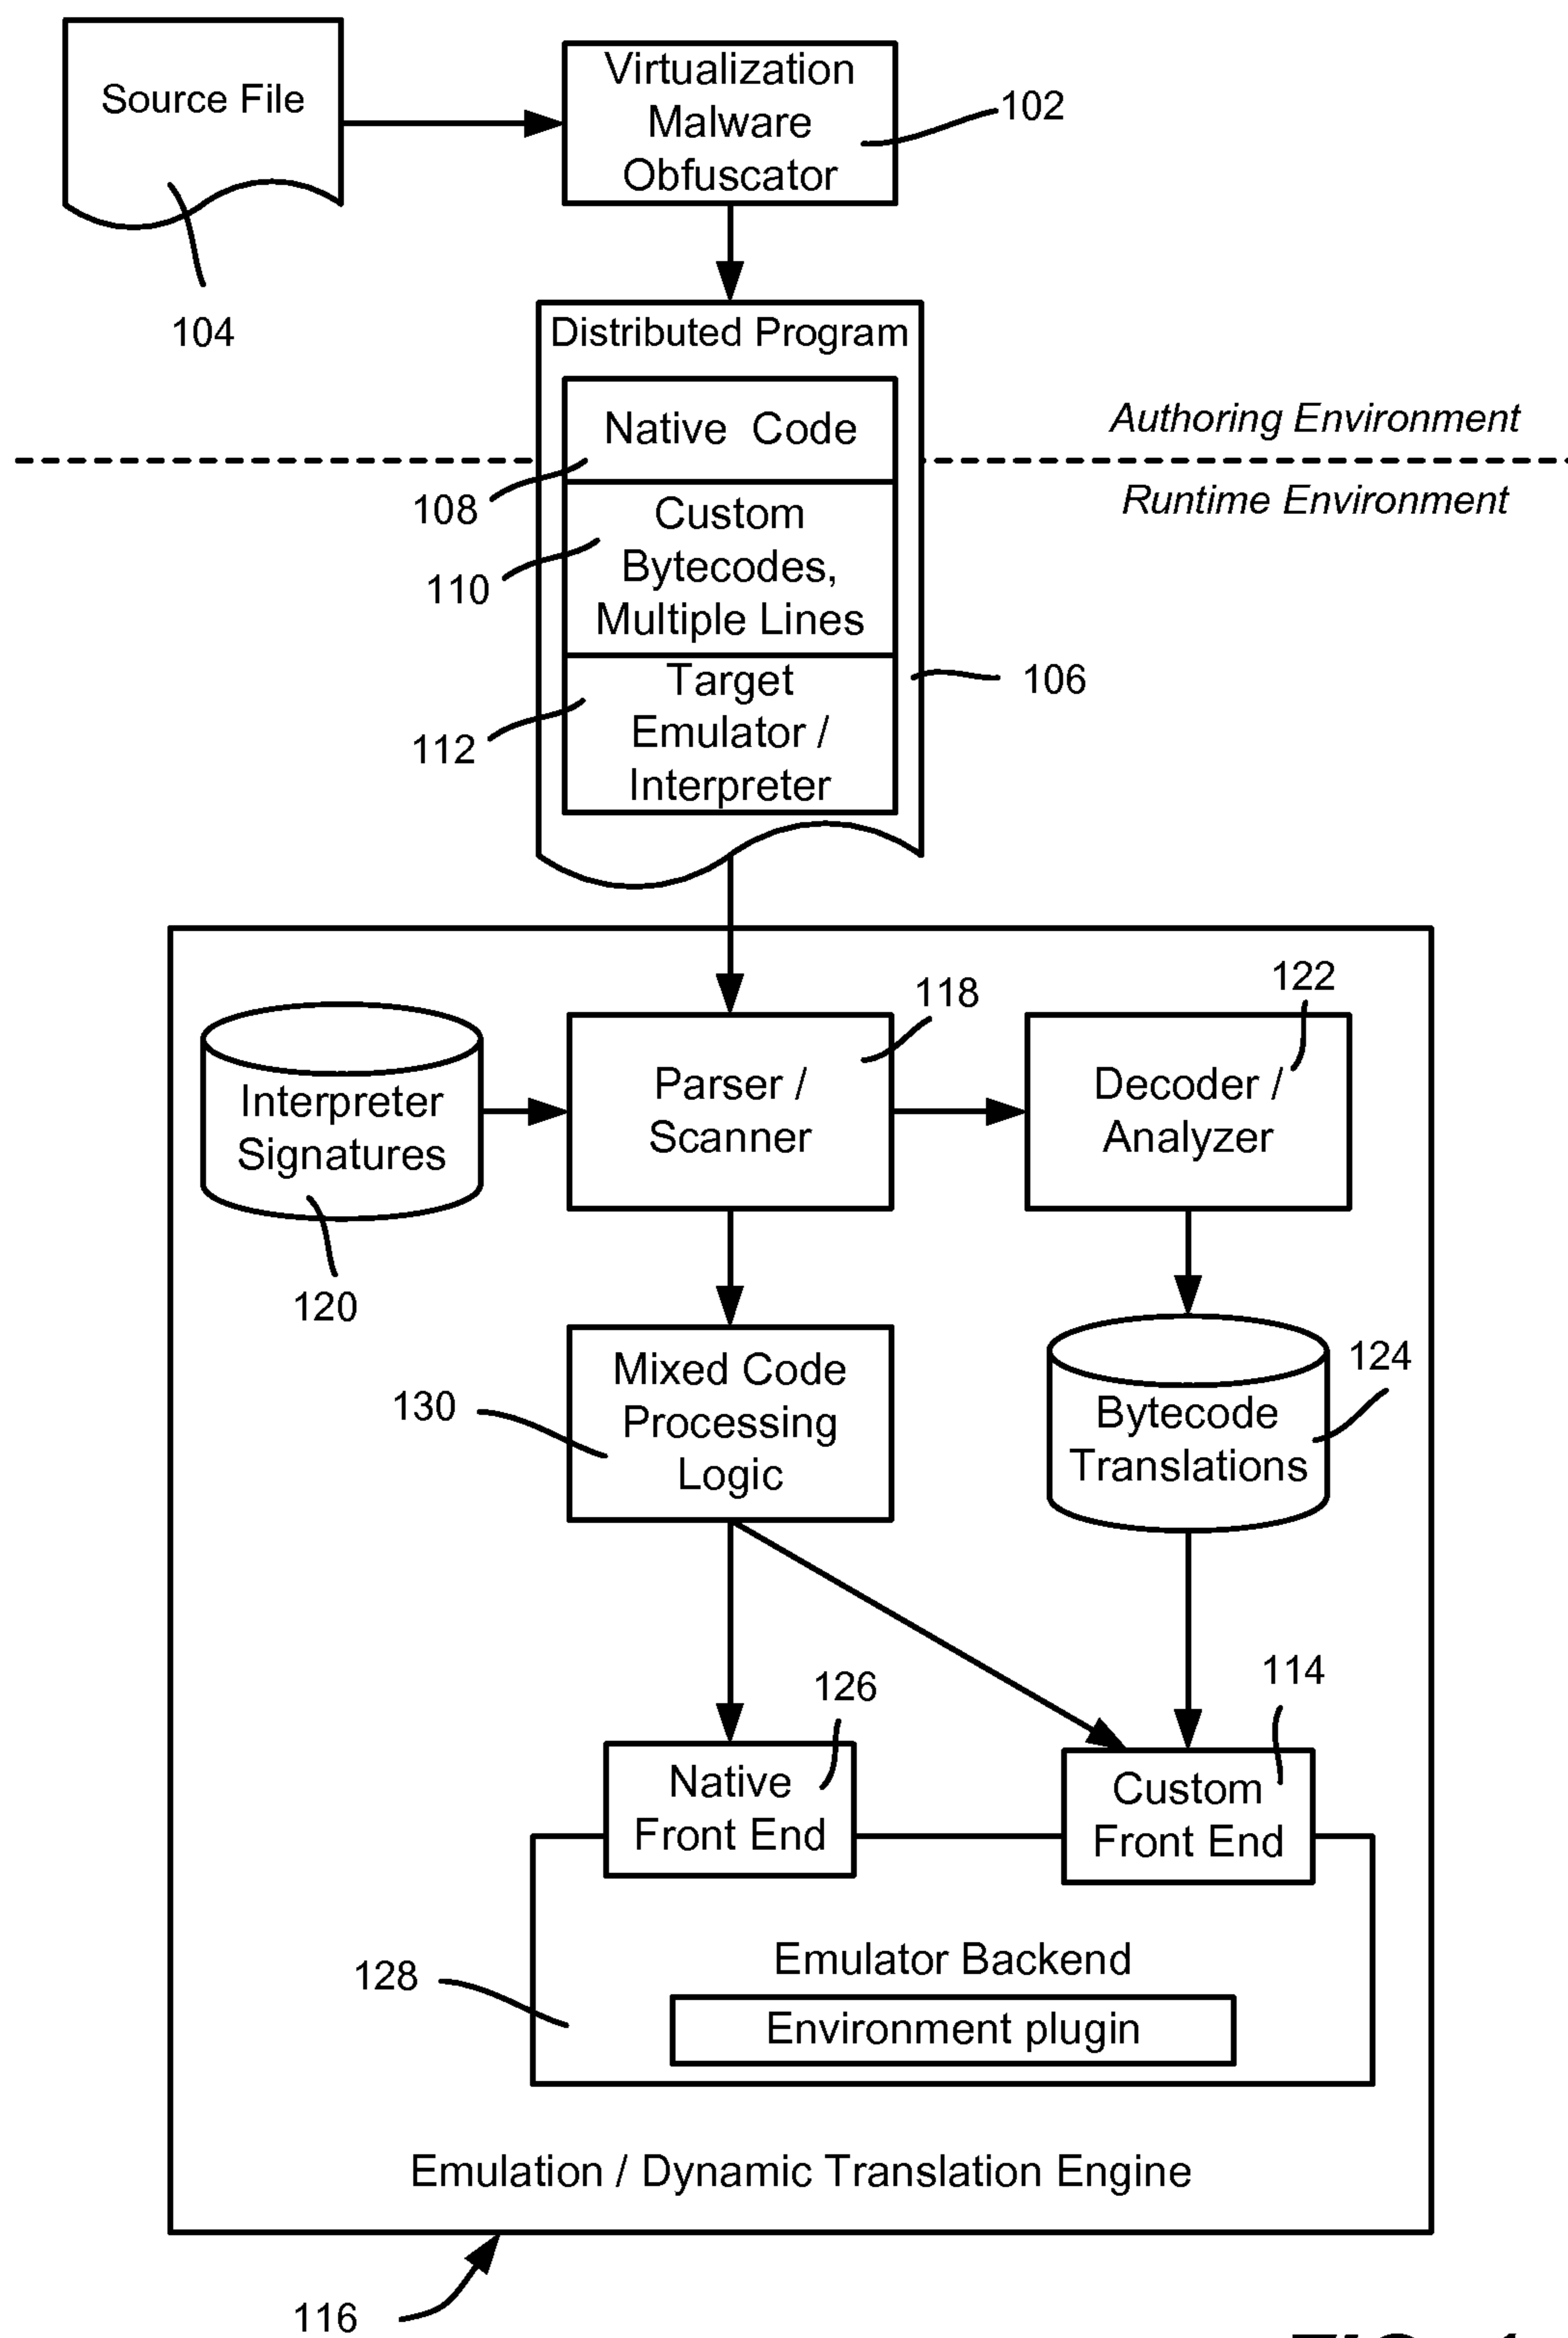 Source File
Virtualization
Malware
Obfuscator
102
104
Distributed Program
Native Code
Authoring Environment
Runtime Environment
108
Custom
Bytecodes,
Multiple Lines
110
106
Target
Emulator /
Interpreter
112
118
122
Interpreter
Signatures
Parser /
Scanner
Decoder /
Analyzer
120
Mixed Code
Processing
Logic
130
124
Bytecode
Translations
126
114
Native
Front End
Custom
Front End
Emulator Backend
128
Environment plugin
Emulation / Dynamic Translation Engine
116